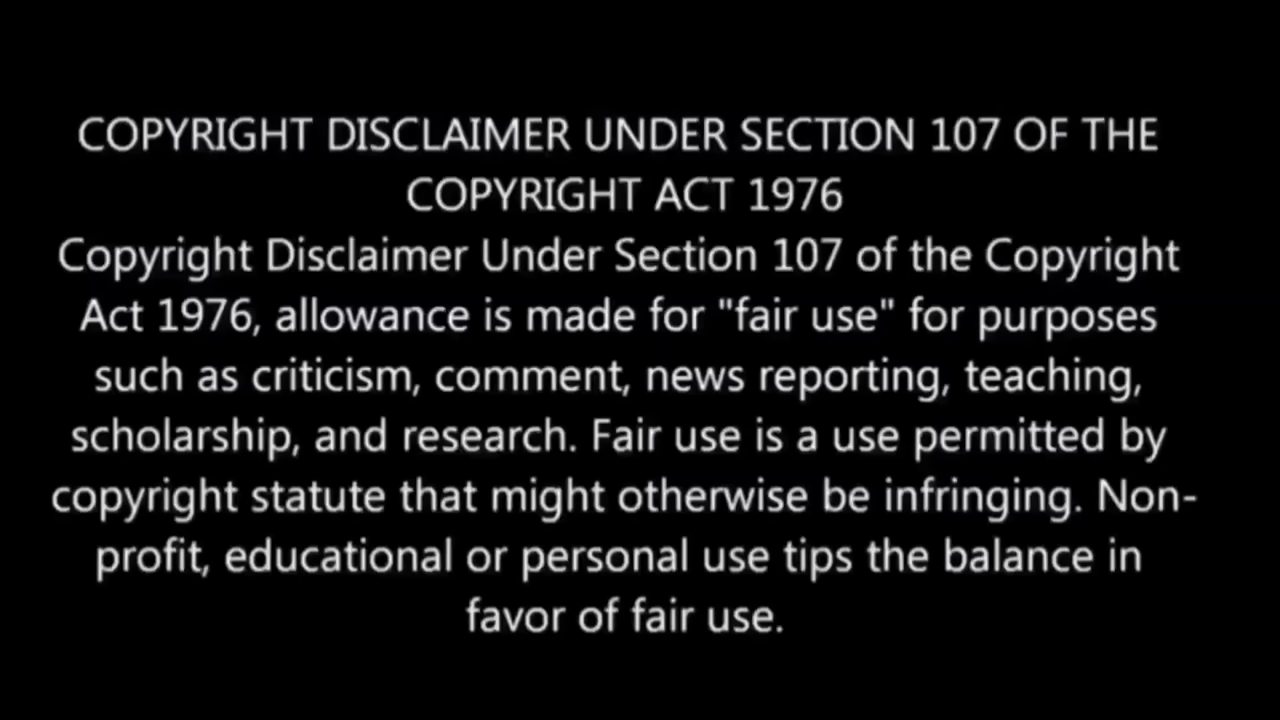 COPYRIGHT DISCLAIMER UNDER SECTION 107 OF THE
COPYRIGHT ACT 1976
Copyright Disclaimer Under Section 107 of the Copyright
Act 1976, allowance is made for "fair use" for purposes
such as criticism, comment, news reporting, teaching,
scholarship, and research. Fair use is a use permitted by
copyright statute that might otherwise be infringing. Non-
profit, educational or personal use tips the balance in
favor of fair use.